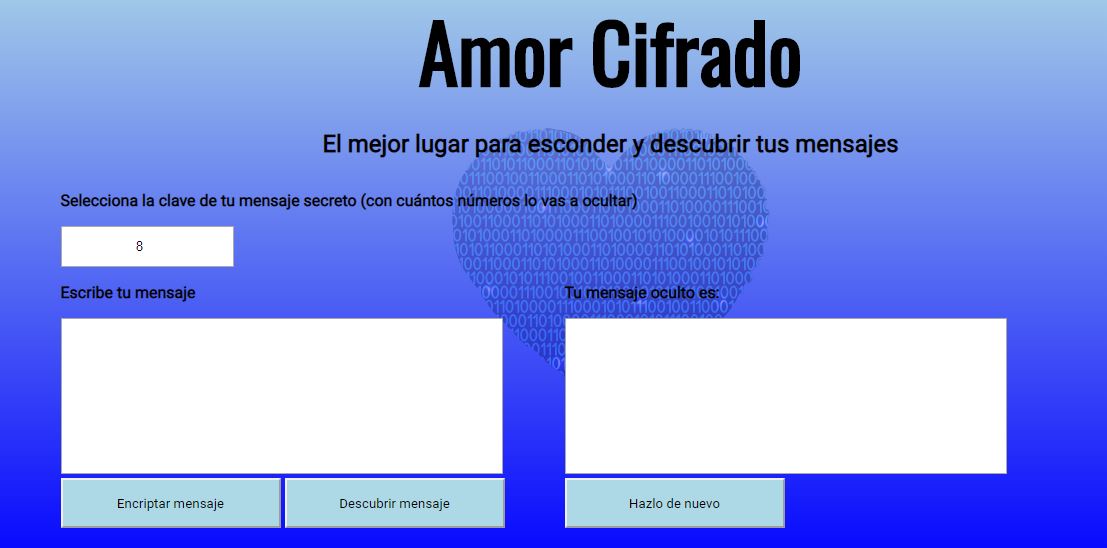 Amor Cifrado
El mejor lugar para esconder y descubrir tus mensajes
Selecciona la clave de tu mensaje secreto (con cuántos números lo vas a ocultar)
8
Escribe tu mensaje
Tu mensaje oculto es:
Encriptar mensaje
Descubrir mensaje
Hazlo de nuevo